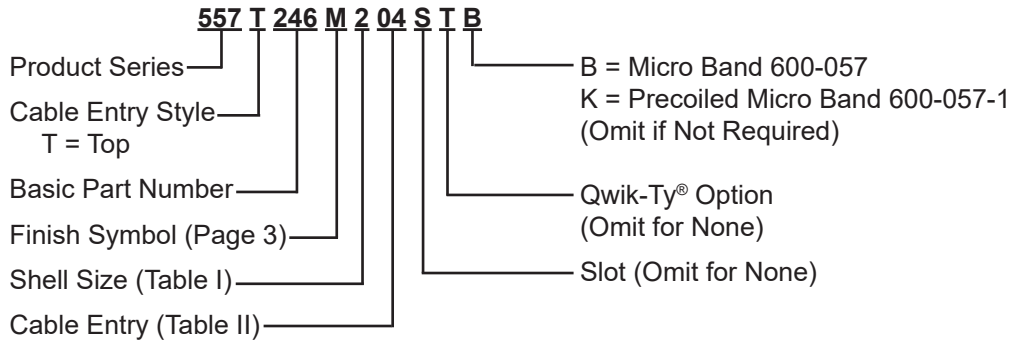 557 T 246 M 2 04 S T B
Product Series
Cable Entry Style
T = Top
Basic Part Number
Finish Symbol (Page 3)
Shell Size (Table I)
Cable Entry (Table II)
B = Micro Band 600-057
K = Precoiled Micro Band 600-057-1
(Omit if Not Required)
Qwik-Ty® Option
(Omit for None)
Slot (Omit for None)